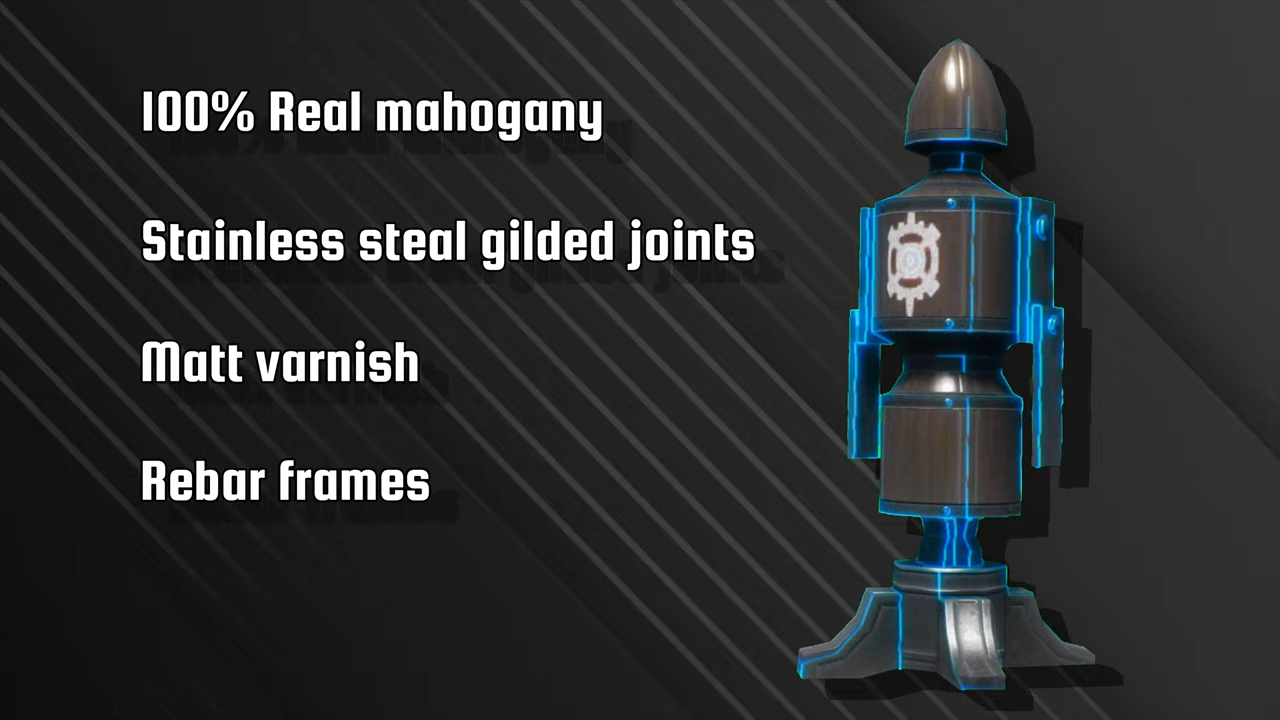 100% Real mahogany
Stainless steal gilded joints
Matt varnish
Rebar frames